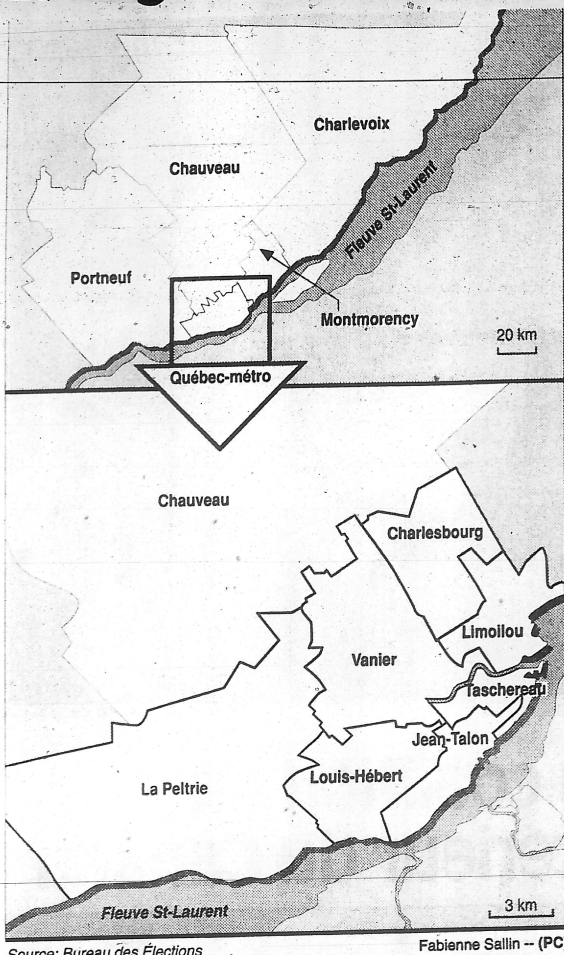 Charlevoix
Chauveau
Fleuve St-Laurent
Portneuf
Montmorency
20 km
Québec-métro
Chauveau
Charlesbourg
Limoilou
Vanier
Taschereau
Jean-Talon
Louis-Hébert
La Peltrie
Fleuve St-Laurent
3 km
Source: Bureau des Élections
Fabienne Sallin -- (PC